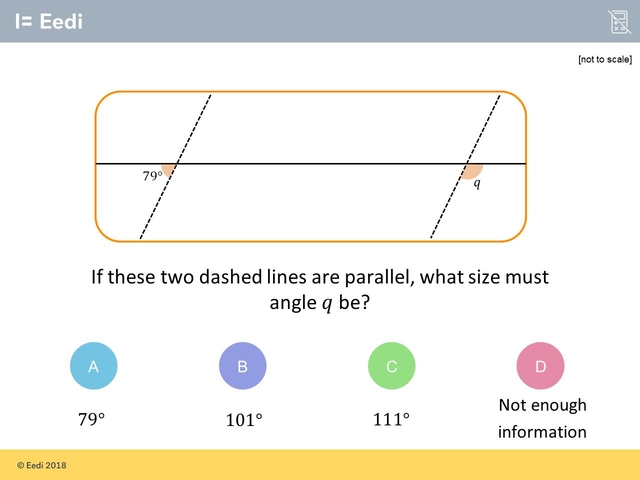 Eedi
[not to scale]
79°
q
If these two dashed lines are parallel, what size must
angle q be?
A
B
C
D
79°
101°
111°
Not enough
information
© Eedi 2018